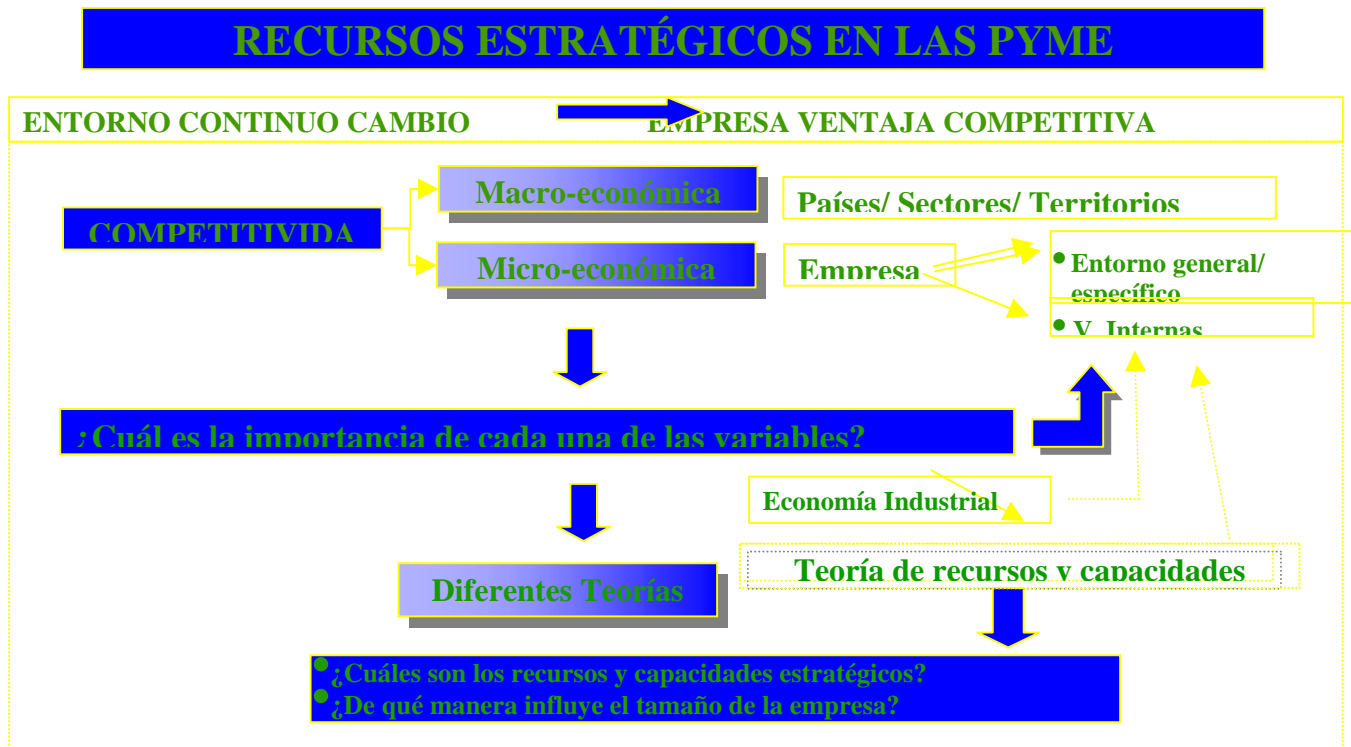 RECURSOS ESTRATÉGICOS EN LAS PYME
ENTORNO CONTINUO CAMBIO EMPRESA VENTAJA COMPETITIVA
Macro-económica
Países/ Sectores/ Territorios
COMPETITIVIDA
Micro-económica
Empresa
• Entorno general/
específico
• V. Internas
¿Cuál es la importancia de cada una de las variables?
Economía Industrial
Teoría de recursos y capacidades
Diferentes Teorías
• ¿Cuáles son los recursos y capacidades estratégicos?
• ¿De qué manera influye el tamaño de la empresa?